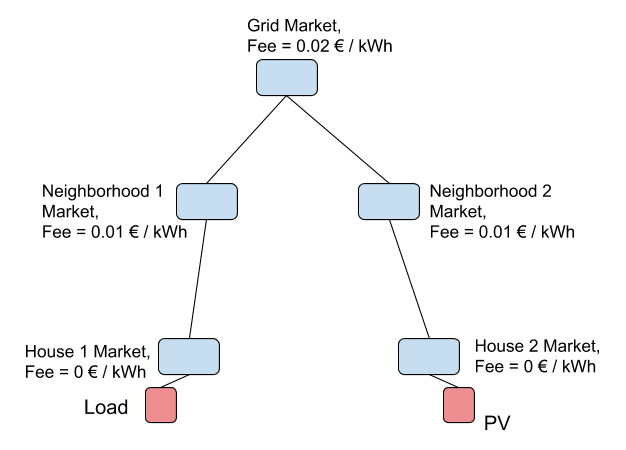 Grid Market,
Fee = 0.02 € / kWh
Neighborhood 1
Market,
Fee = 0.01 € / kWh
Neighborhood 2
Market,
Fee = 0.01 € / kWh
House 1 Market,
Fee = 0 € / kWh
House 2 Market,
Fee = 0 € / kWh
Load
PV